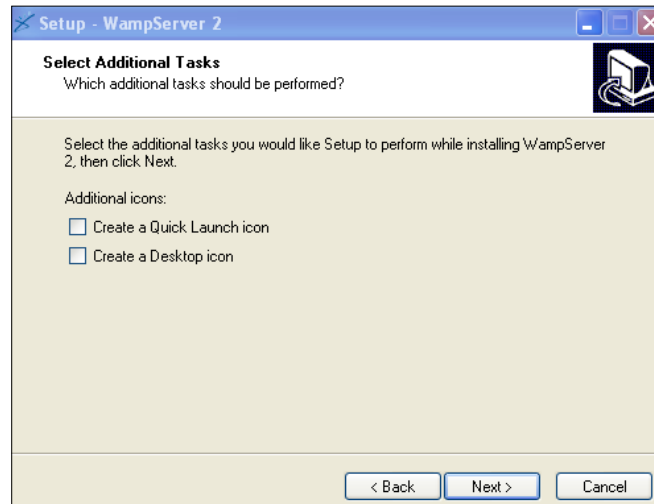 Setup - WampServer 2
Select Additional Tasks
Which additional tasks should be performed?
Select the additional tasks you would like Setup to perform while installing WampServer
2, then click Next.
Additional icons:
Create a Quick Launch icon
Create a Desktop icon
< Back
Next >
Cancel